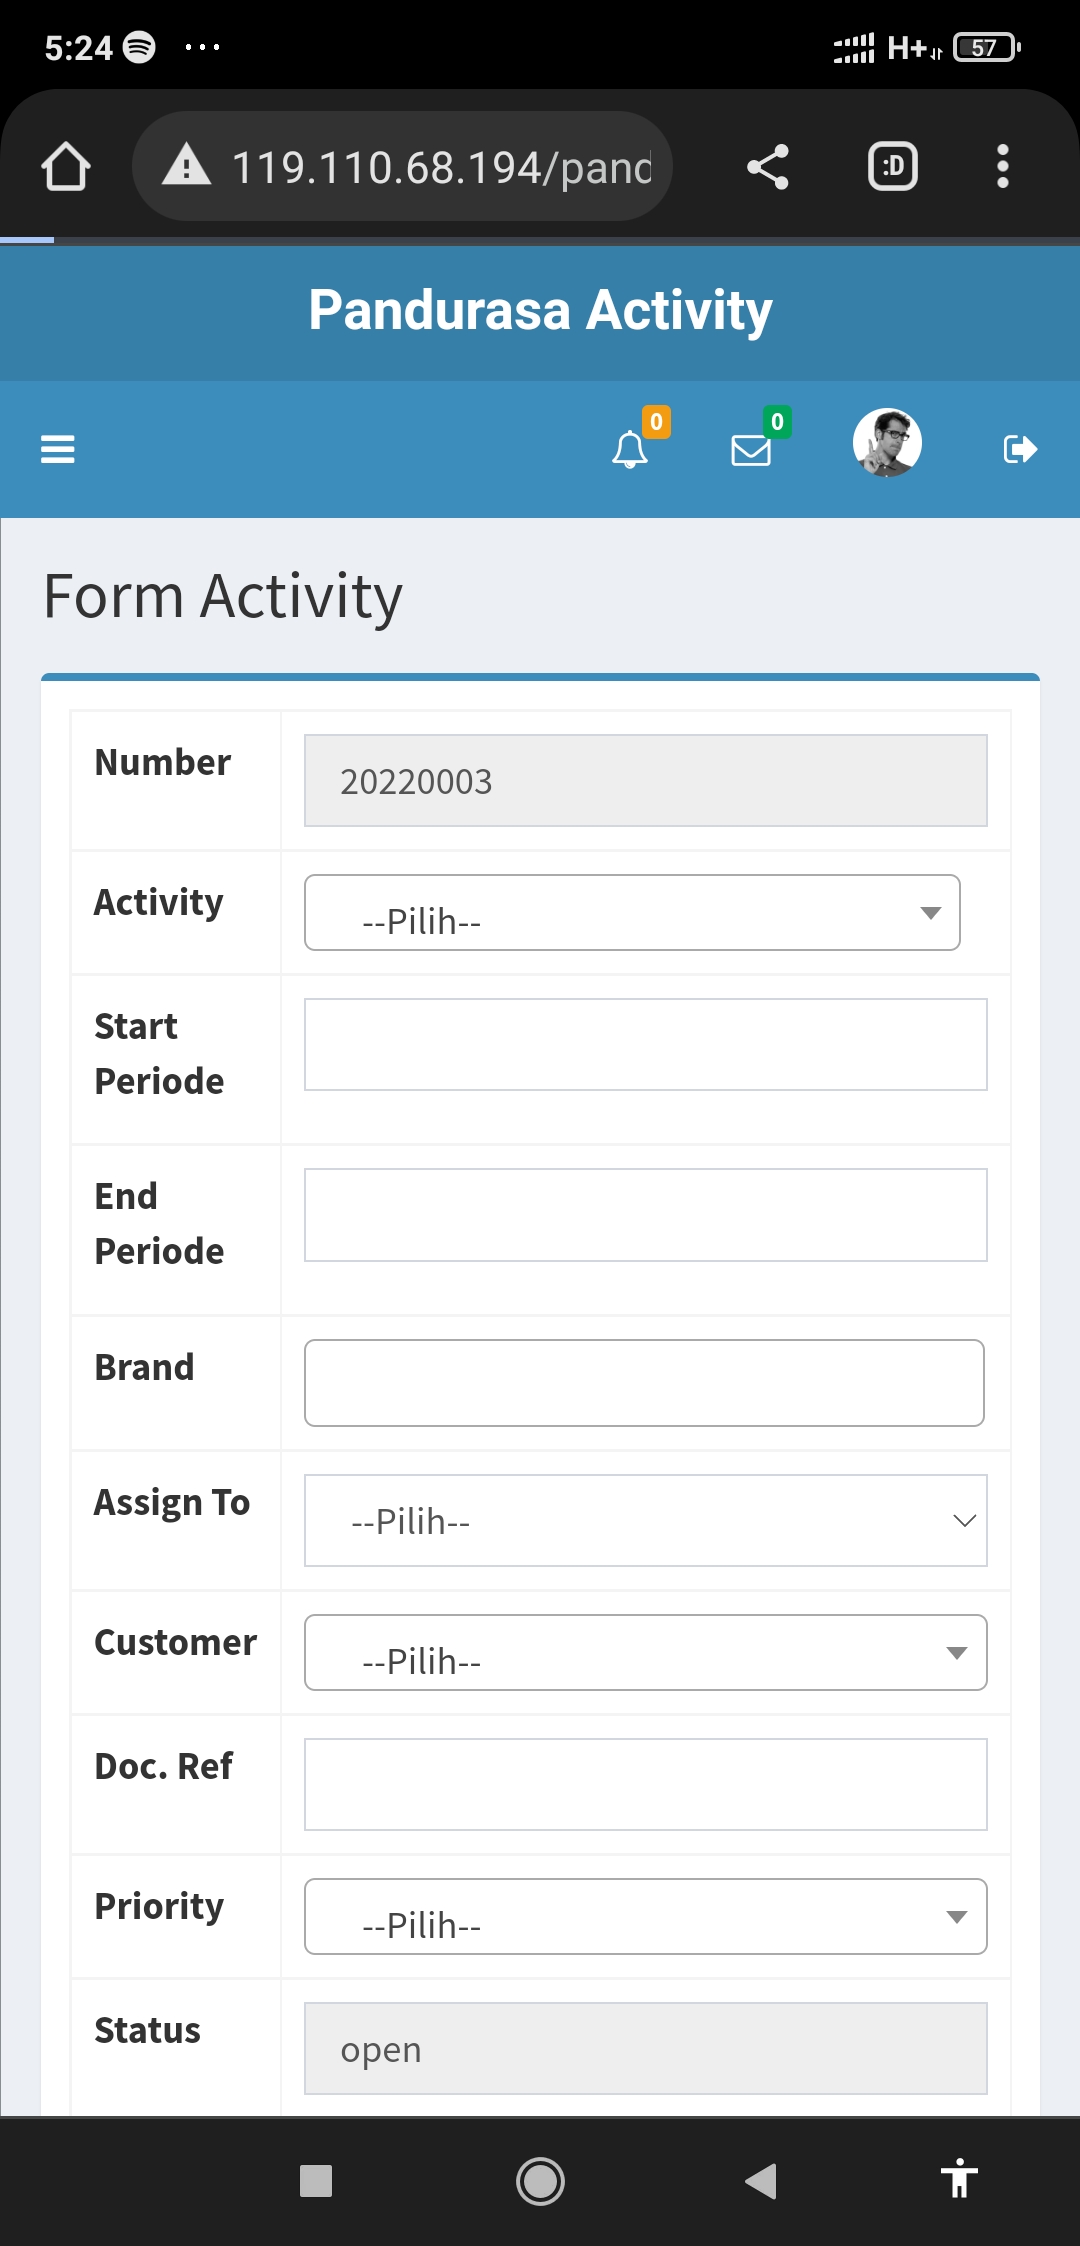 5:24 ... H+ 57
119.110.68.194/pand :D
Pandurasa Activity
0 0
Form Activity
Number 20220003
Activity --Pilih--
Start
Periode
End
Periode
Brand
Assign To --Pilih--
Customer --Pilih--
Doc. Ref
Priority --Pilih--
Status open